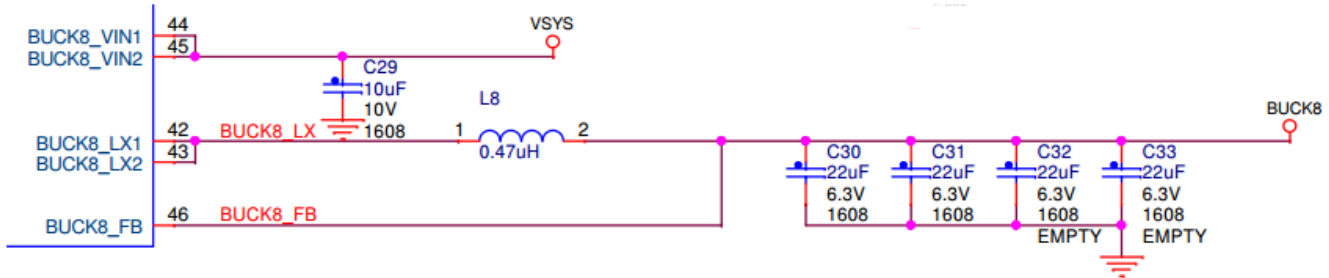 VSYS
BUCK8_VIN1 44
BUCK8_VIN2 45
C29
10uF
10V
1608
L8
BUCK8
BUCK8_LX1 42 BUCK8_LX 1 2
BUCK8_LX2 43
0.47uH
C30 C31 C32 C33
22uF 22uF 22uF 22uF
6.3V 6.3V 6.3V 6.3V
1608 1608 1608 1608
EMPTY EMPTY
BUCK8_FB 46 BUCK8_FB